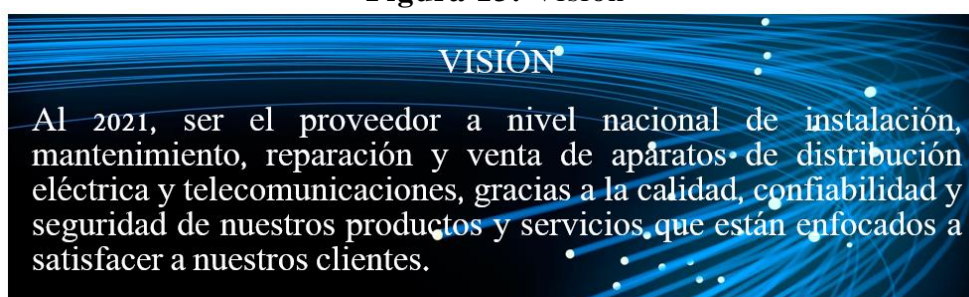 VISIÓN
Al 2021, ser el proveedor a nivel nacional de instalación,
mantenimiento, reparación y venta de aparatos de distribución
eléctrica y telecomunicaciones, gracias a la calidad, confiabilidad y
seguridad de nuestros productos y servicios que están enfocados a
satisfacer a nuestros clientes.